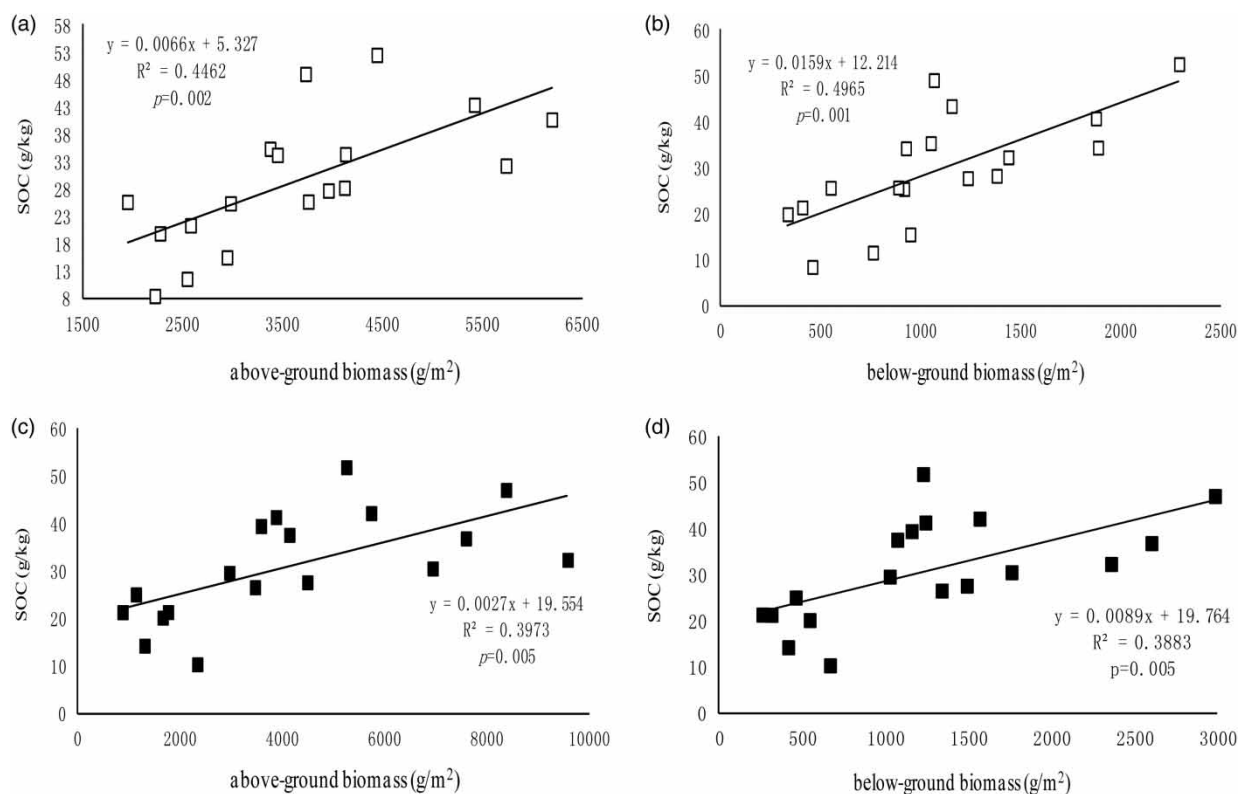 (a)
58
53
48
43
38
33
28
23
18
13
8
SOC (g/kg)
y = 0.0066x + 5.327
R² = 0.4462
p=0.002
1500 2500 3500 4500 5500 6500
above-ground biomass (g/m²)
(b)
60
50
40
30
20
10
0
SOC (g/kg)
y = 0.0159x + 12.214
R² = 0.4965
p=0.001
0 500 1000 1500 2000 2500
below-ground biomass (g/m²)
(c)
60
50
40
30
20
10
0
SOC (g/kg)
y = 0.0027x + 19.554
R² = 0.3973
p=0.005
0 2000 4000 6000 8000 10000
above-ground biomass (g/m²)
(d)
60
50
40
30
20
10
0
SOC (g/kg)
y = 0.0089x + 19.764
R² = 0.3883
p=0.005
0 500 1000 1500 2000 2500 3000
below-ground biomass (g/m²)